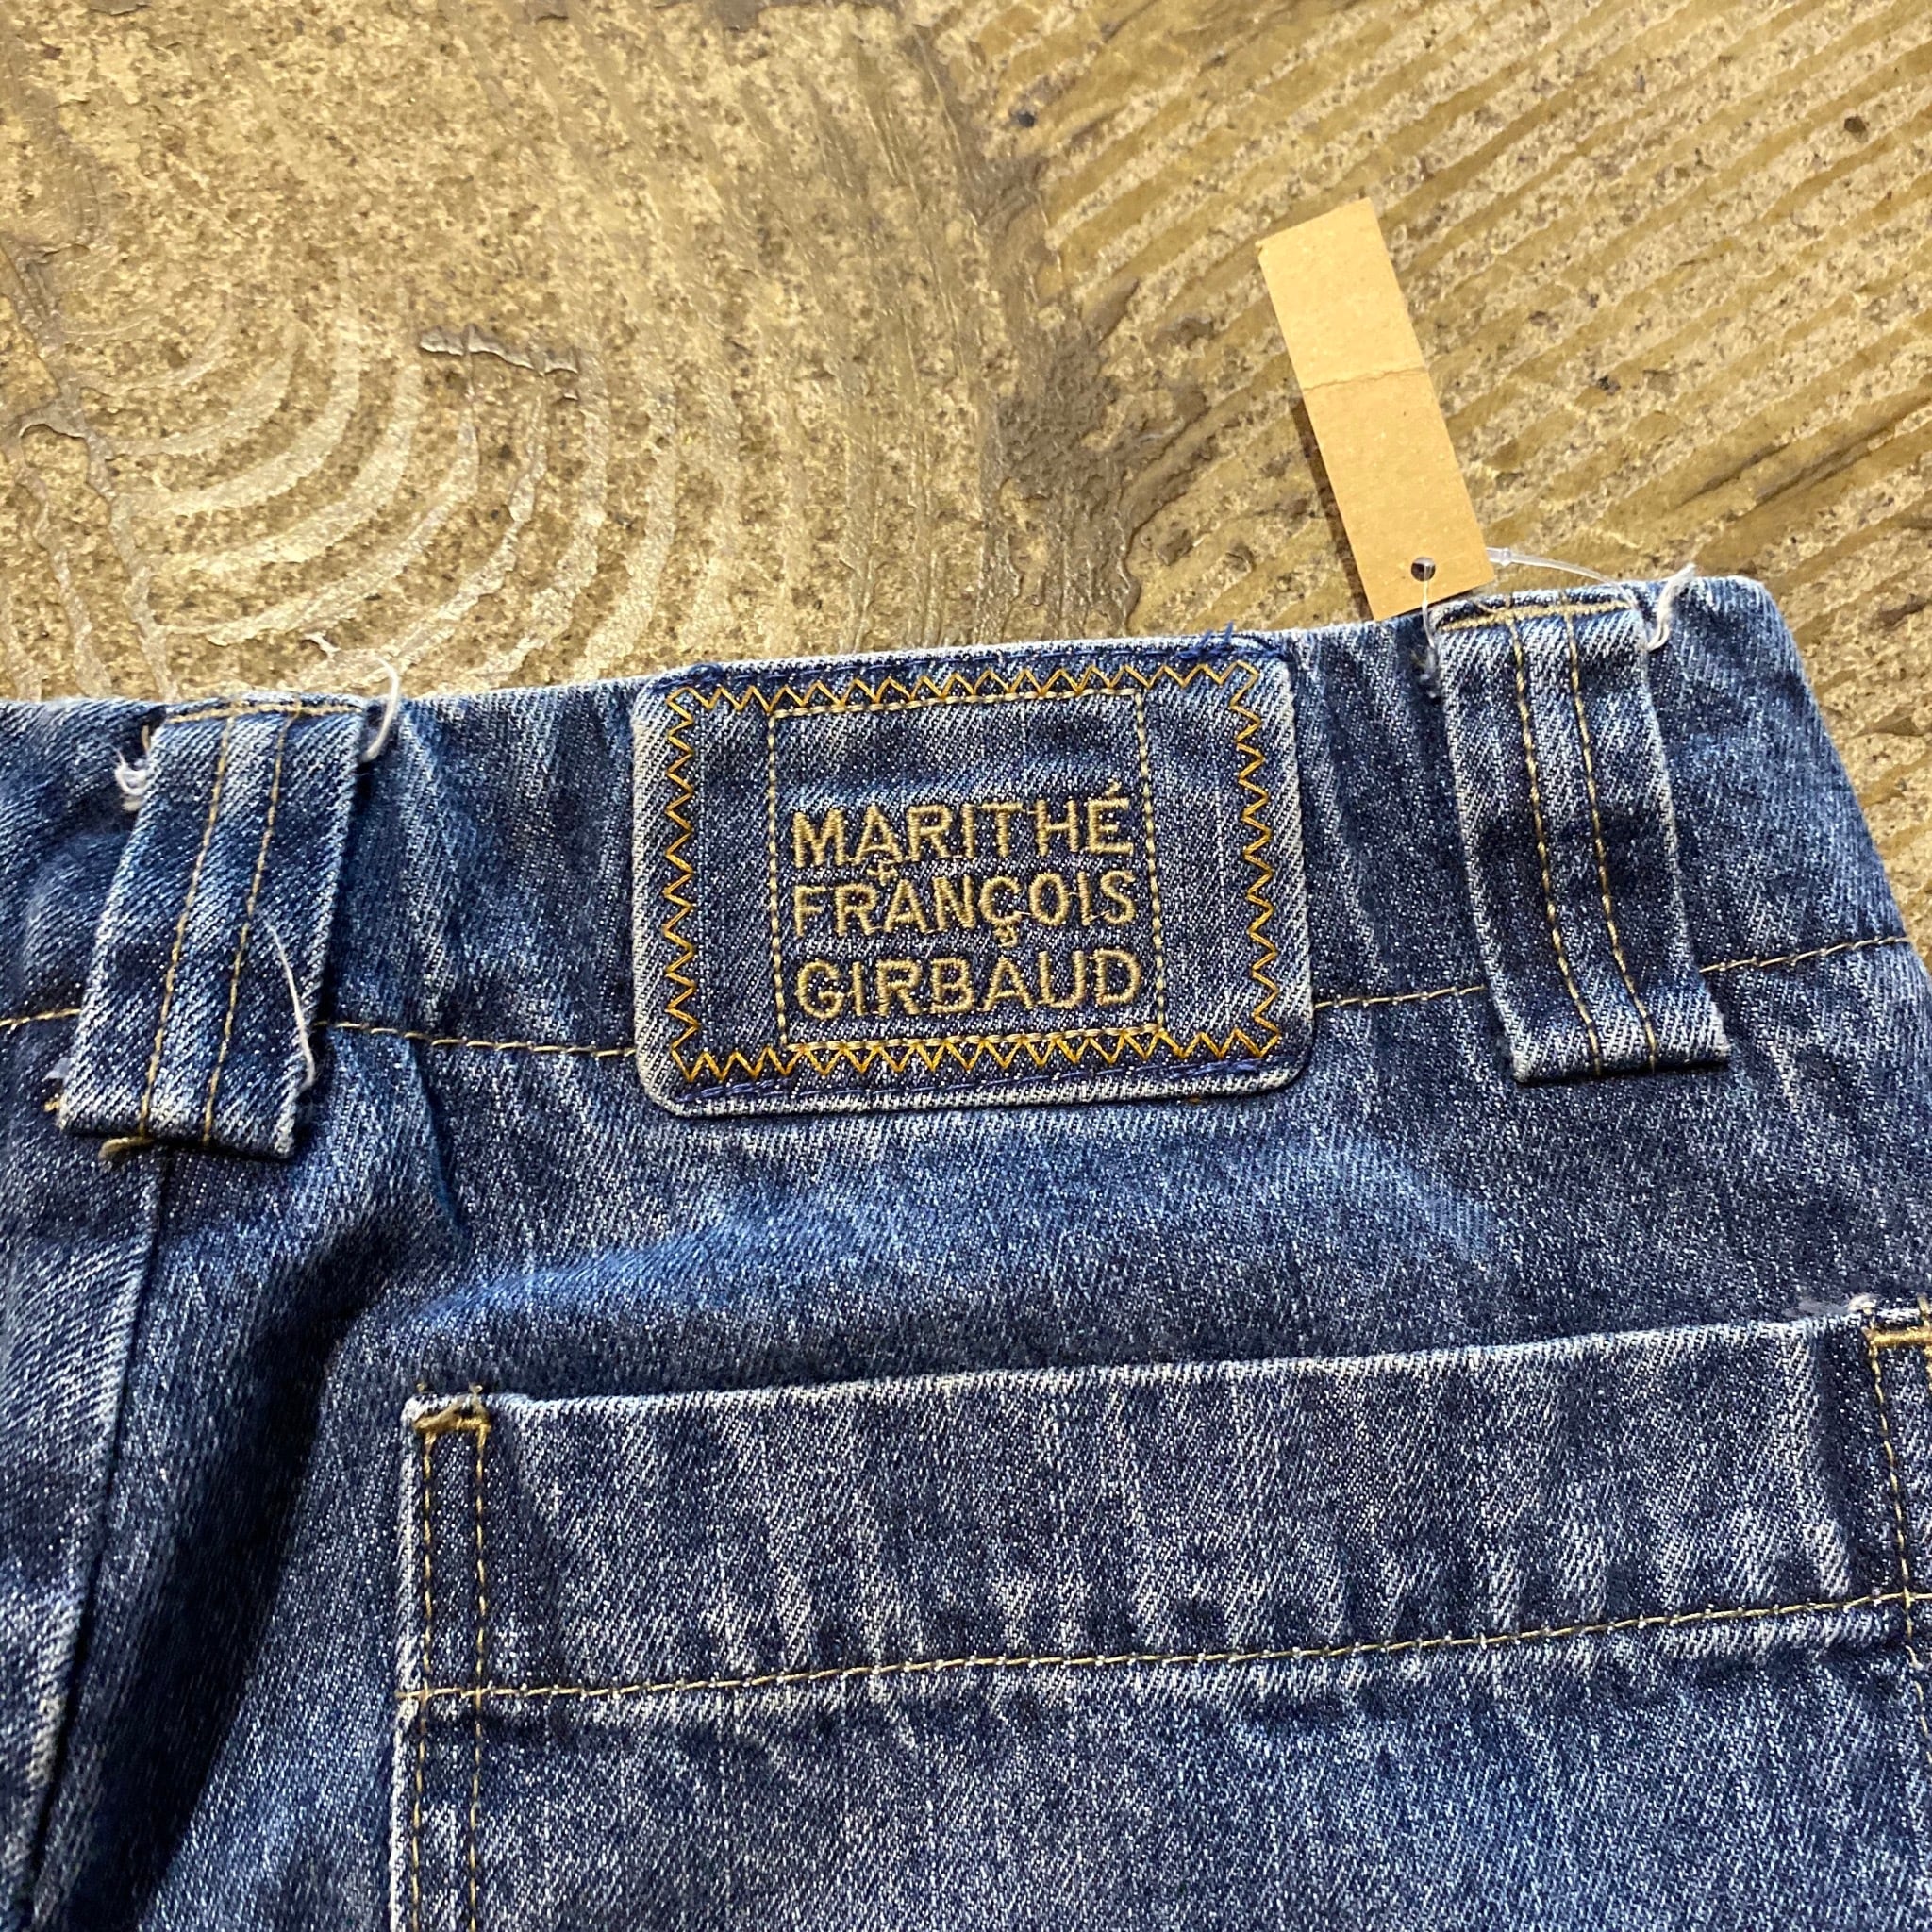 MARITHÉ
+
FRANÇOIS
GIRBAUD